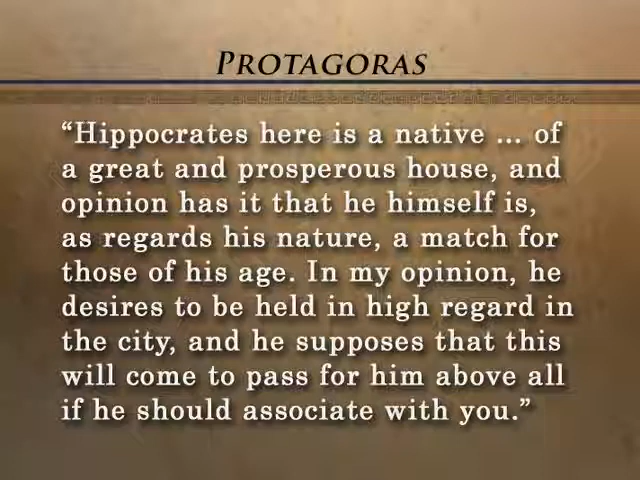 PROTAGORAS
“Hippocrates here is a native ... of
a great and prosperous house, and
opinion has it that he himself is,
as regards his nature, a match for
those of his age. In my opinion, he
desires to be held in high regard in
the city, and he supposes that this
will come to pass for him above all
if he should associate with you.”